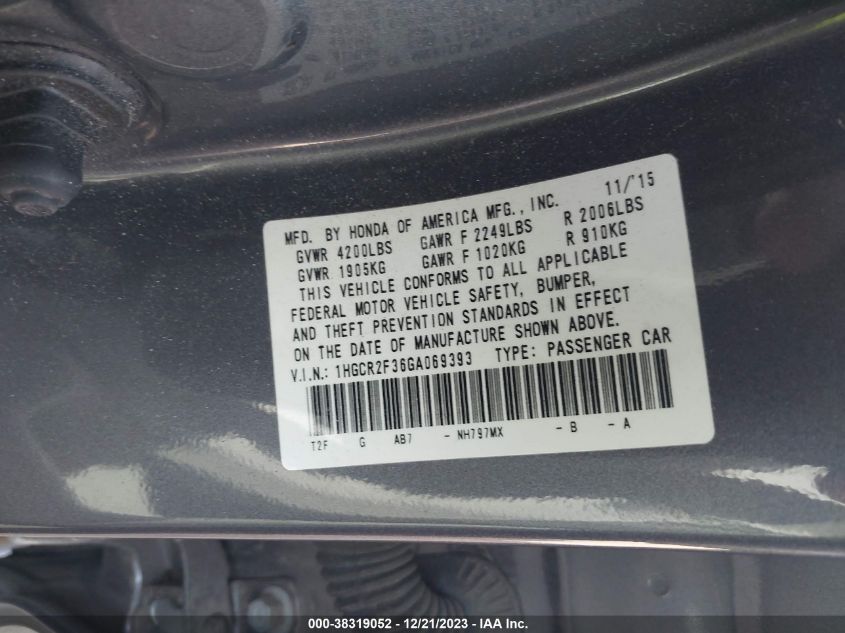 MFD. BY HONDA OF AMERICA MFG., INC. 11/'15
GVWR 4200LBS GAWR F 2249LBS R 2006LBS
GVWR 1905KG GAWR F 1020KG R 910KG
THIS VEHICLE CONFORMS TO ALL APPLICABLE
FEDERAL MOTOR VEHICLE SAFETY, BUMPER,
AND THEFT PREVENTION STANDARDS IN EFFECT
ON THE DATE OF MANUFACTURE SHOWN ABOVE.
V.I.N.: 1HGCR2F36GA069393 TYPE: PASSENGER CAR
T2F G AB7 - NH797MX - B - A
000-38319052 - 12/21/2023 - IAA Inc.